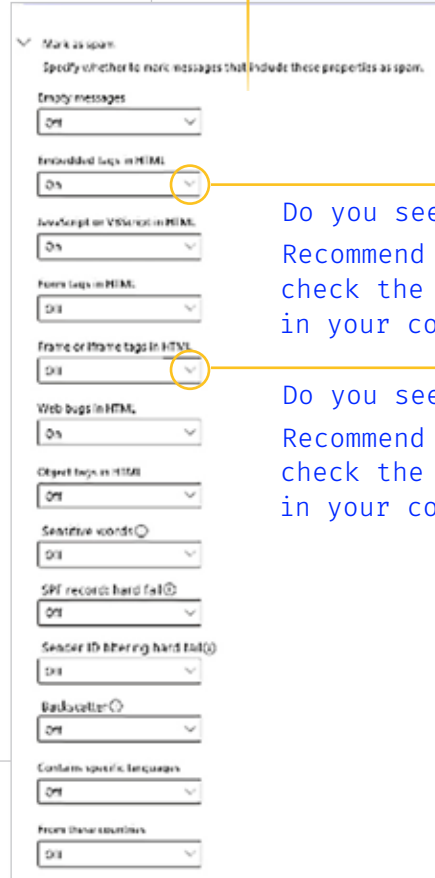 Mark as spam
Specify whether to mark messages that include these properties as spam.
Empty messages
Off
Embedded tags in HTML
On
JavaScript or VBScript in HTML
On
Form tags in HTML
Off
Frame or iframe tags in HTML
Off
Web bugs in HTML
On
Object tags in HTML
Off
Sensitive words
Off
SPF record: hard fail
Off
Sender ID filtering hard fail
Off
Backscatter
Off
Contains specific languages
Off
From these countries
Off
Do you see
Recommend
check the
in your co
Do you see
Recommend
check the
in your co